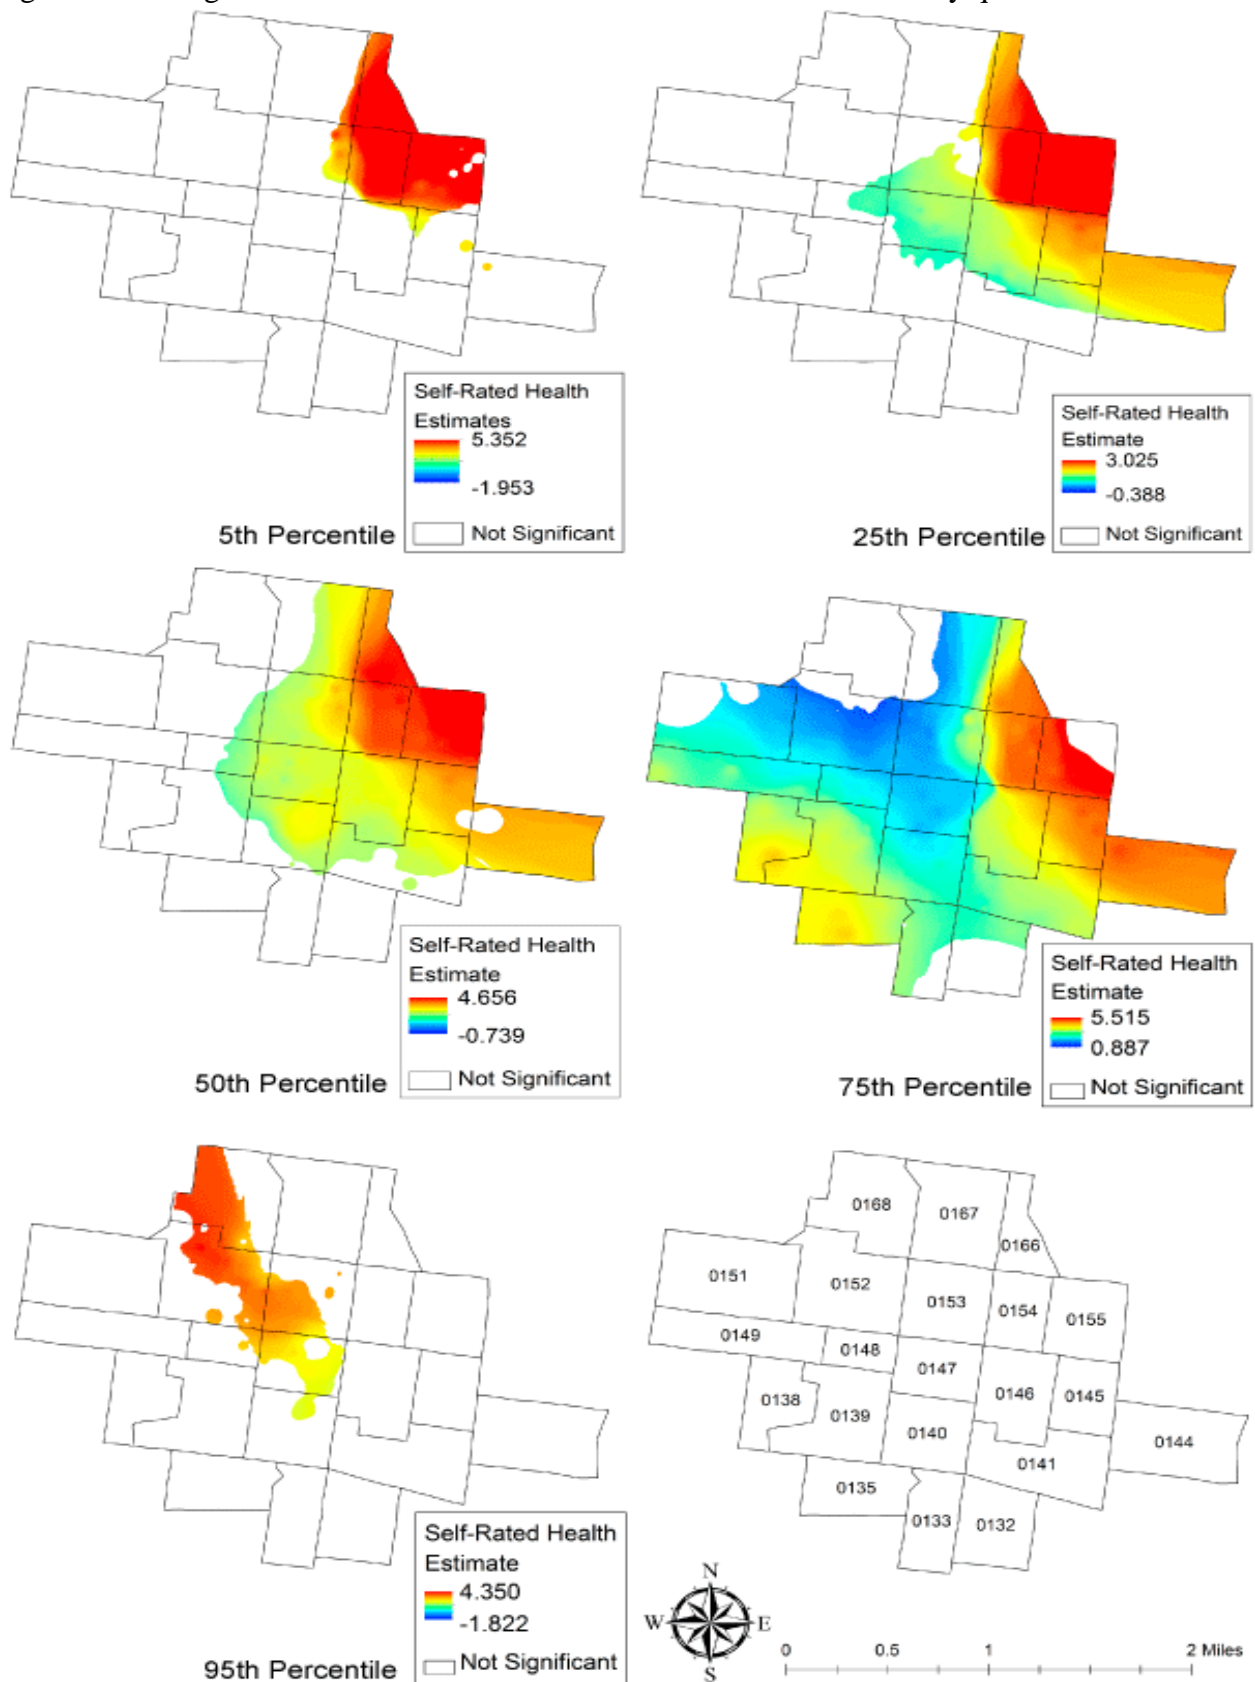 Self-Rated Health
Estimates
5.352
-1.953
Not Significant
5th Percentile
Self-Rated Health
Estimate
3.025
-0.388
Not Significant
25th Percentile
Self-Rated Health
Estimate
4.656
-0.739
Not Significant
50th Percentile
Self-Rated Health
Estimate
5.515
0.887
Not Significant
75th Percentile
Self-Rated Health
Estimate
4.350
-1.822
Not Significant
95th Percentile
0168
0167
0166
0151
0152
0153
0154
0155
0149
0148
0147
0146
0145
0138
0139
0140
0144
0141
0135
0133
0132
N
W
E
S
0 0.5 1 2 Miles